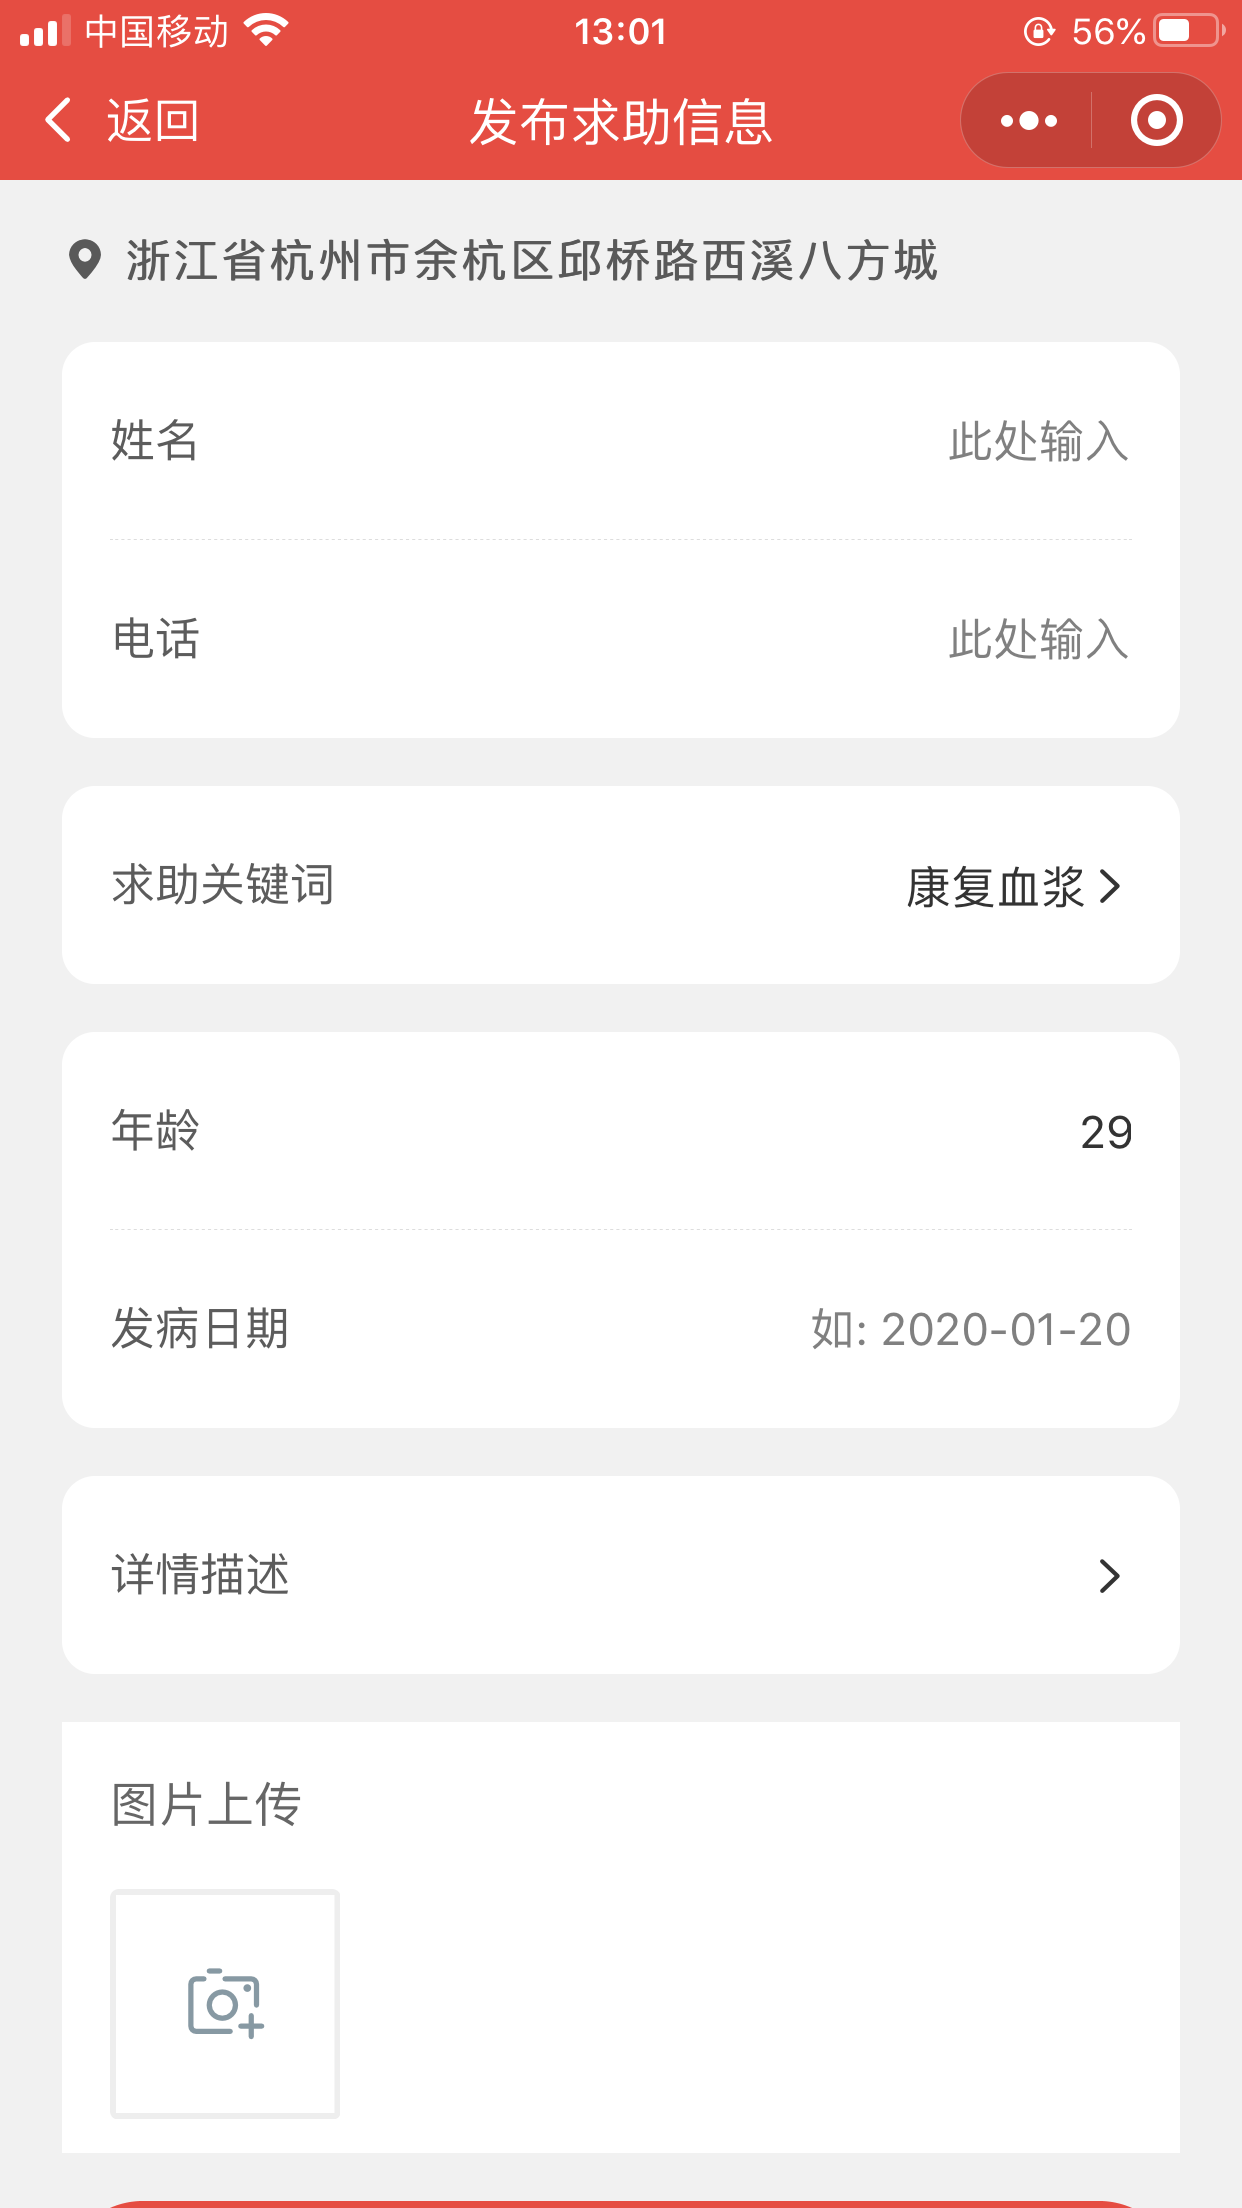 中国移动 13:01 56%
返回 发布求助信息
浙江省杭州市余杭区邱桥路西溪八方城
姓名 此处输入
电话 此处输入
求助关键词 康复血浆
年龄 29
发病日期 如: 2020-01-20
详情描述
图片上传